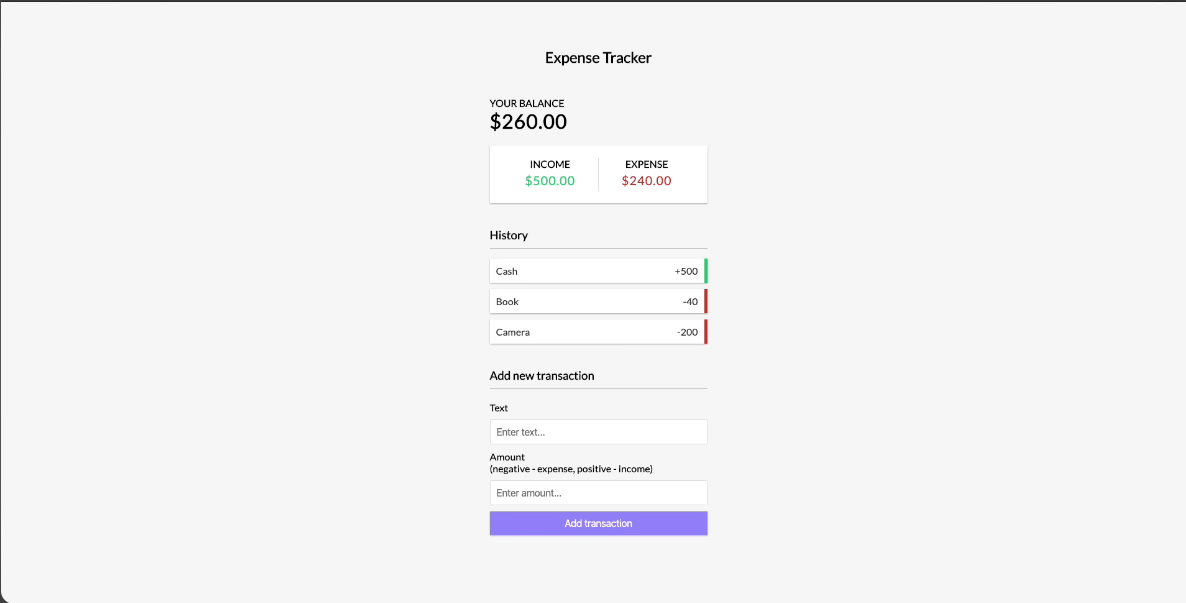 Expense Tracker
YOUR BALANCE
$260.00
INCOME EXPENSE
$500.00 $240.00
History
Cash +500
Book -40
Camera -200
Add new transaction
Text
Enter text...
Amount
(negative - expense, positive - income)
Enter amount...
Add transaction